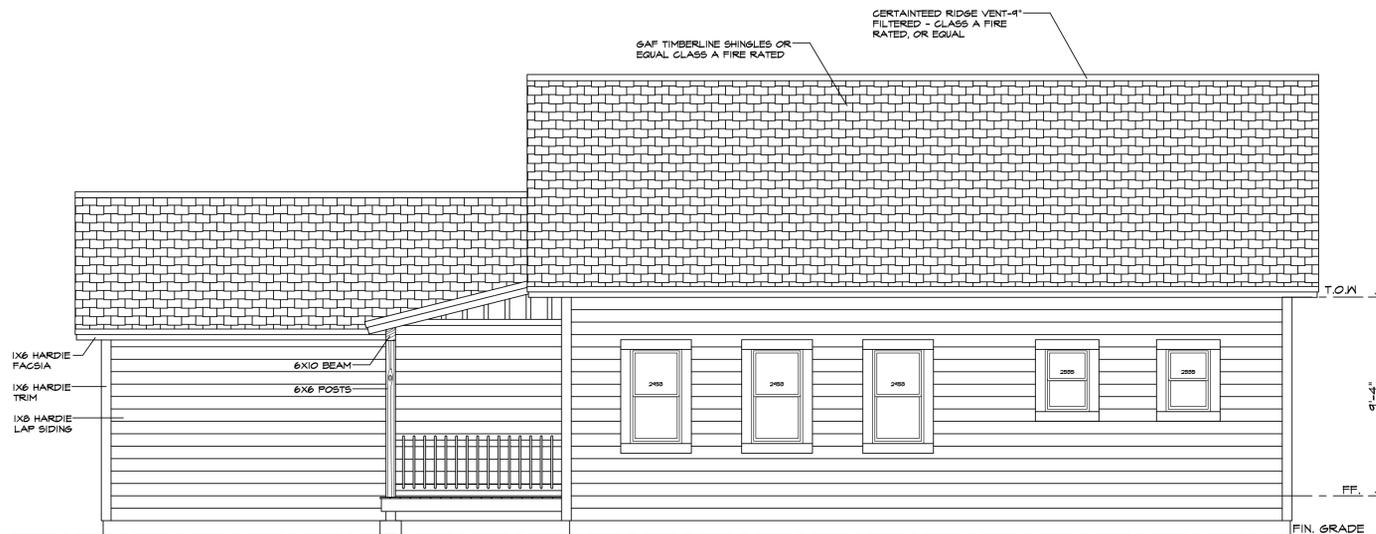 CERTAINTEED RIDGE VENT-9"
FILTERED - CLASS A FIRE
RATED, OR EQUAL
GAF TIMBERLINE SHINGLES OR
EQUAL CLASS A FIRE RATED
T.O.W
1X6 HARDIE
FACSIA
6X10 BEAM
1X6 HARDIE
TRIM
6X6 POSTS
1X8 HARDIE
LAP SIDING
9'-4"
FF.
FIN. GRADE